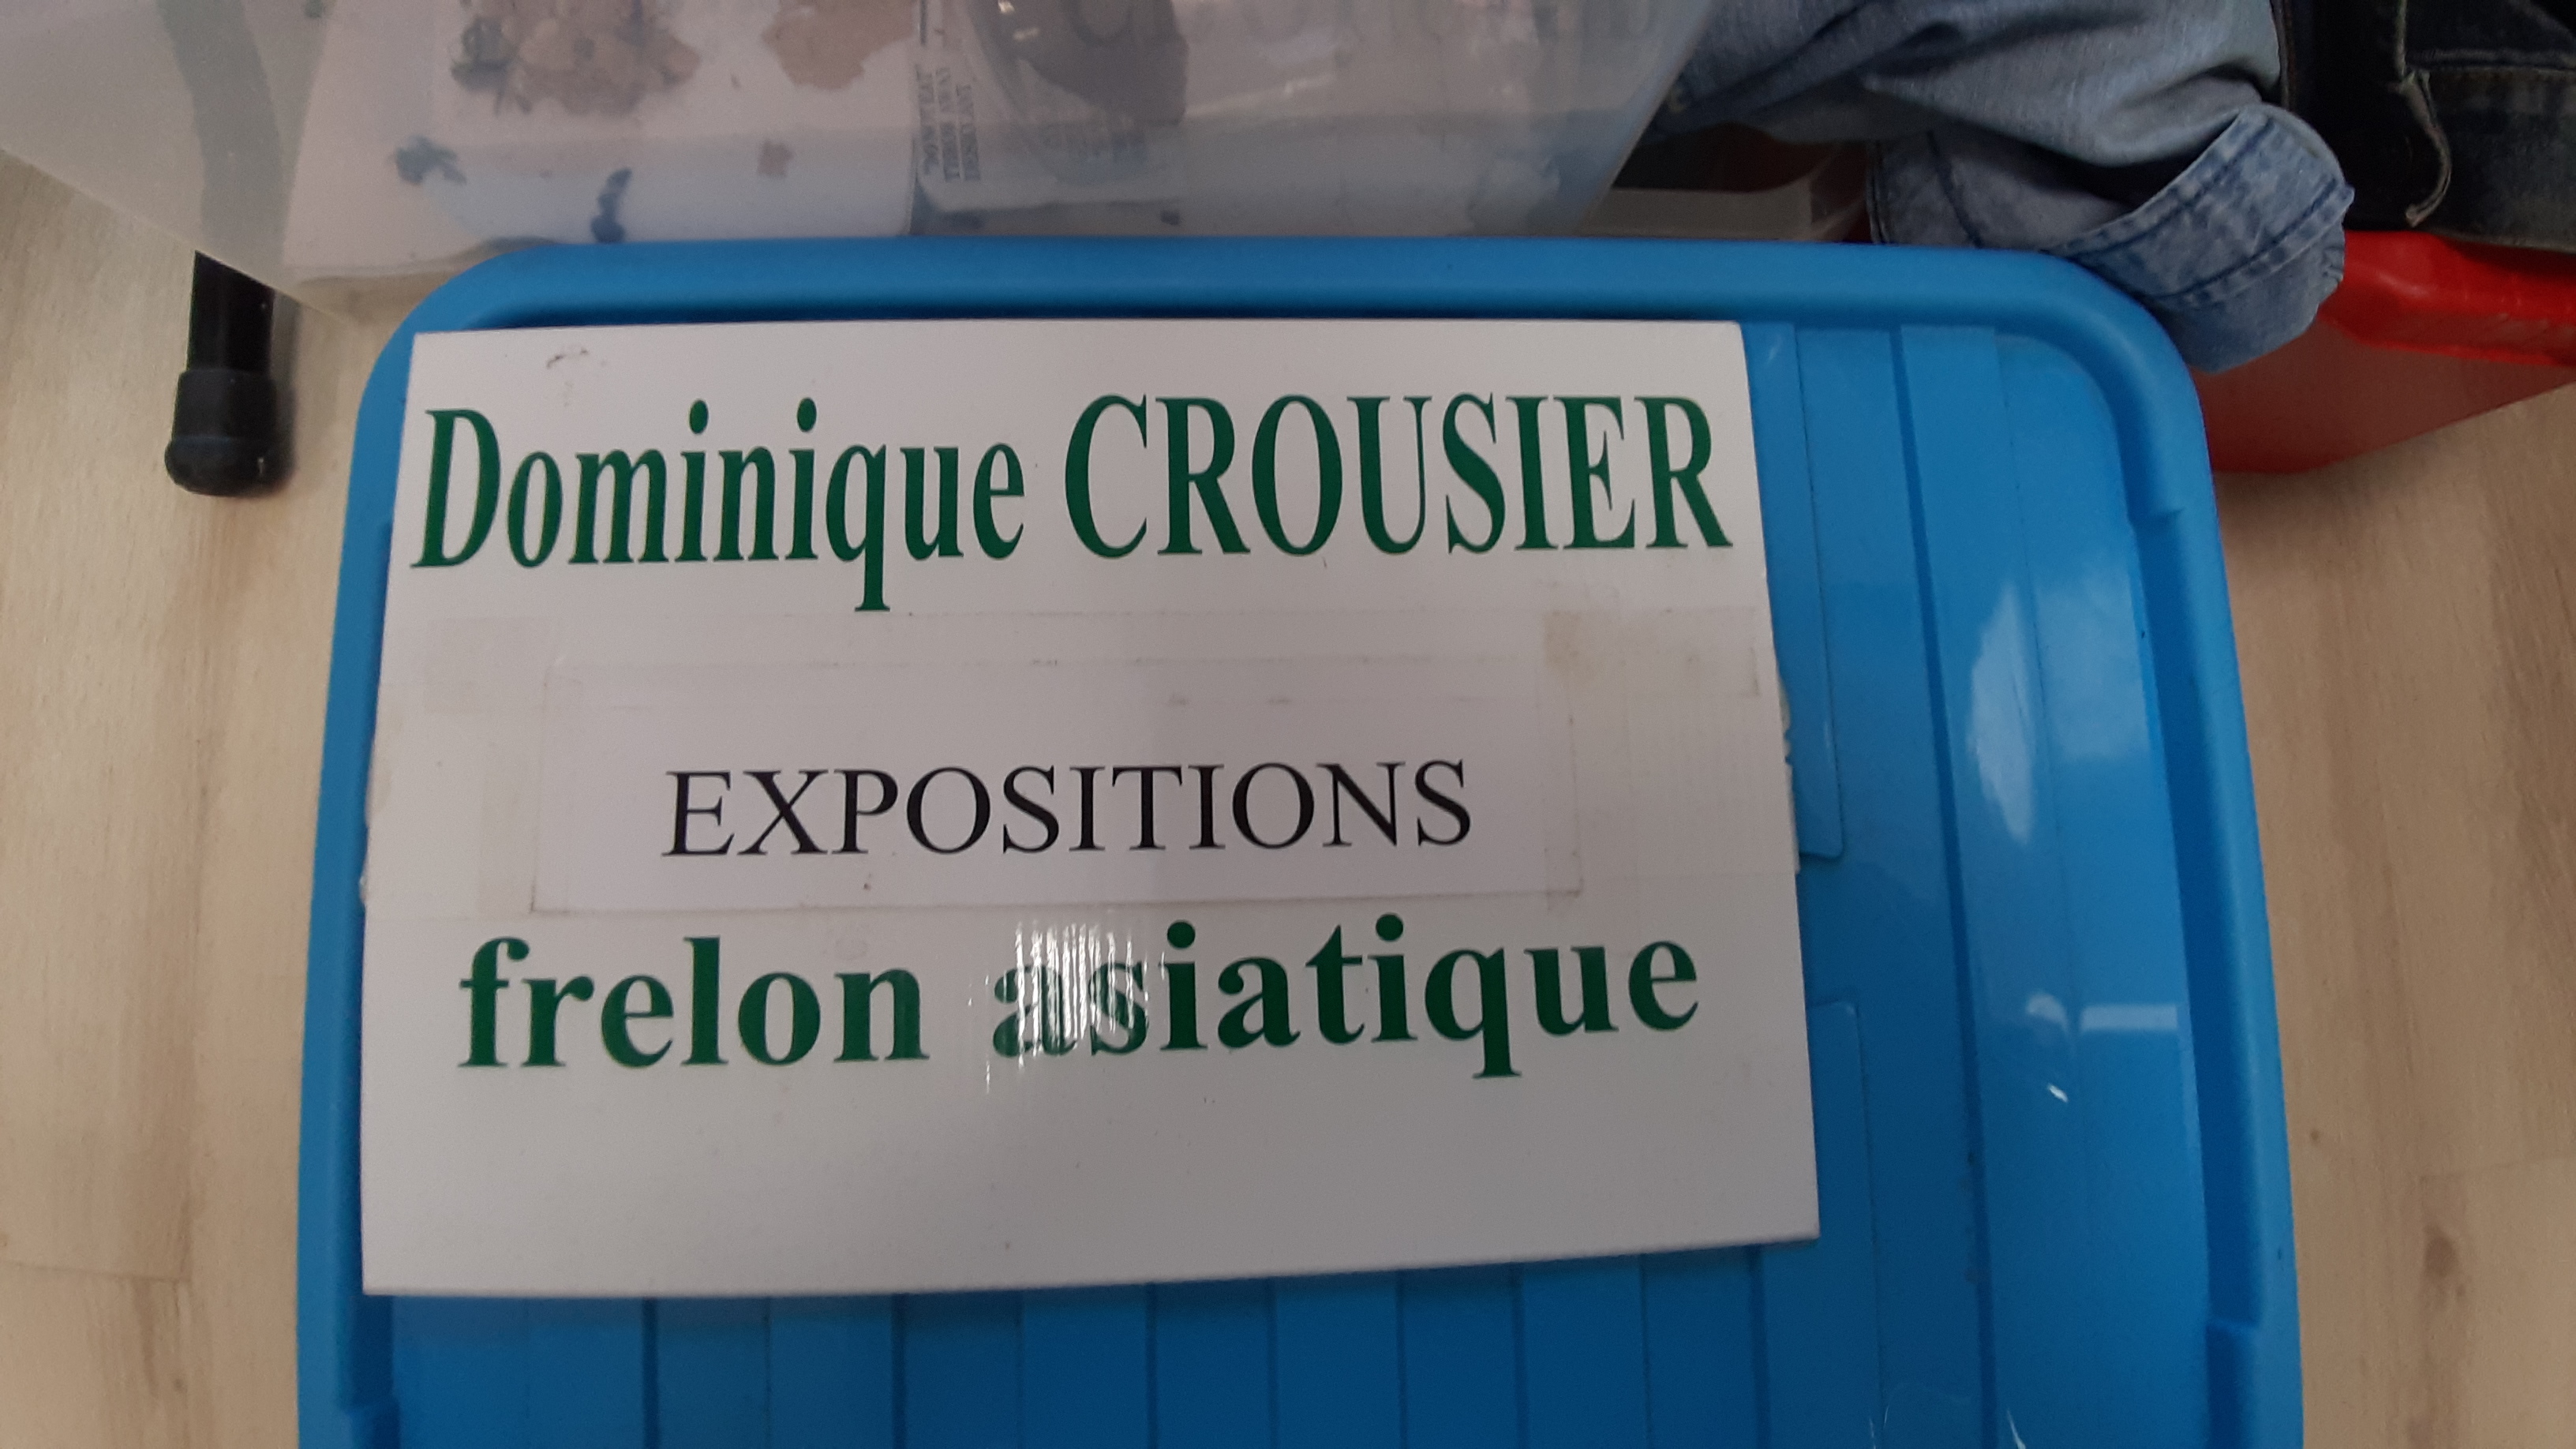 Dominique CROUSIER
EXPOSITIONS
frelon asiatique